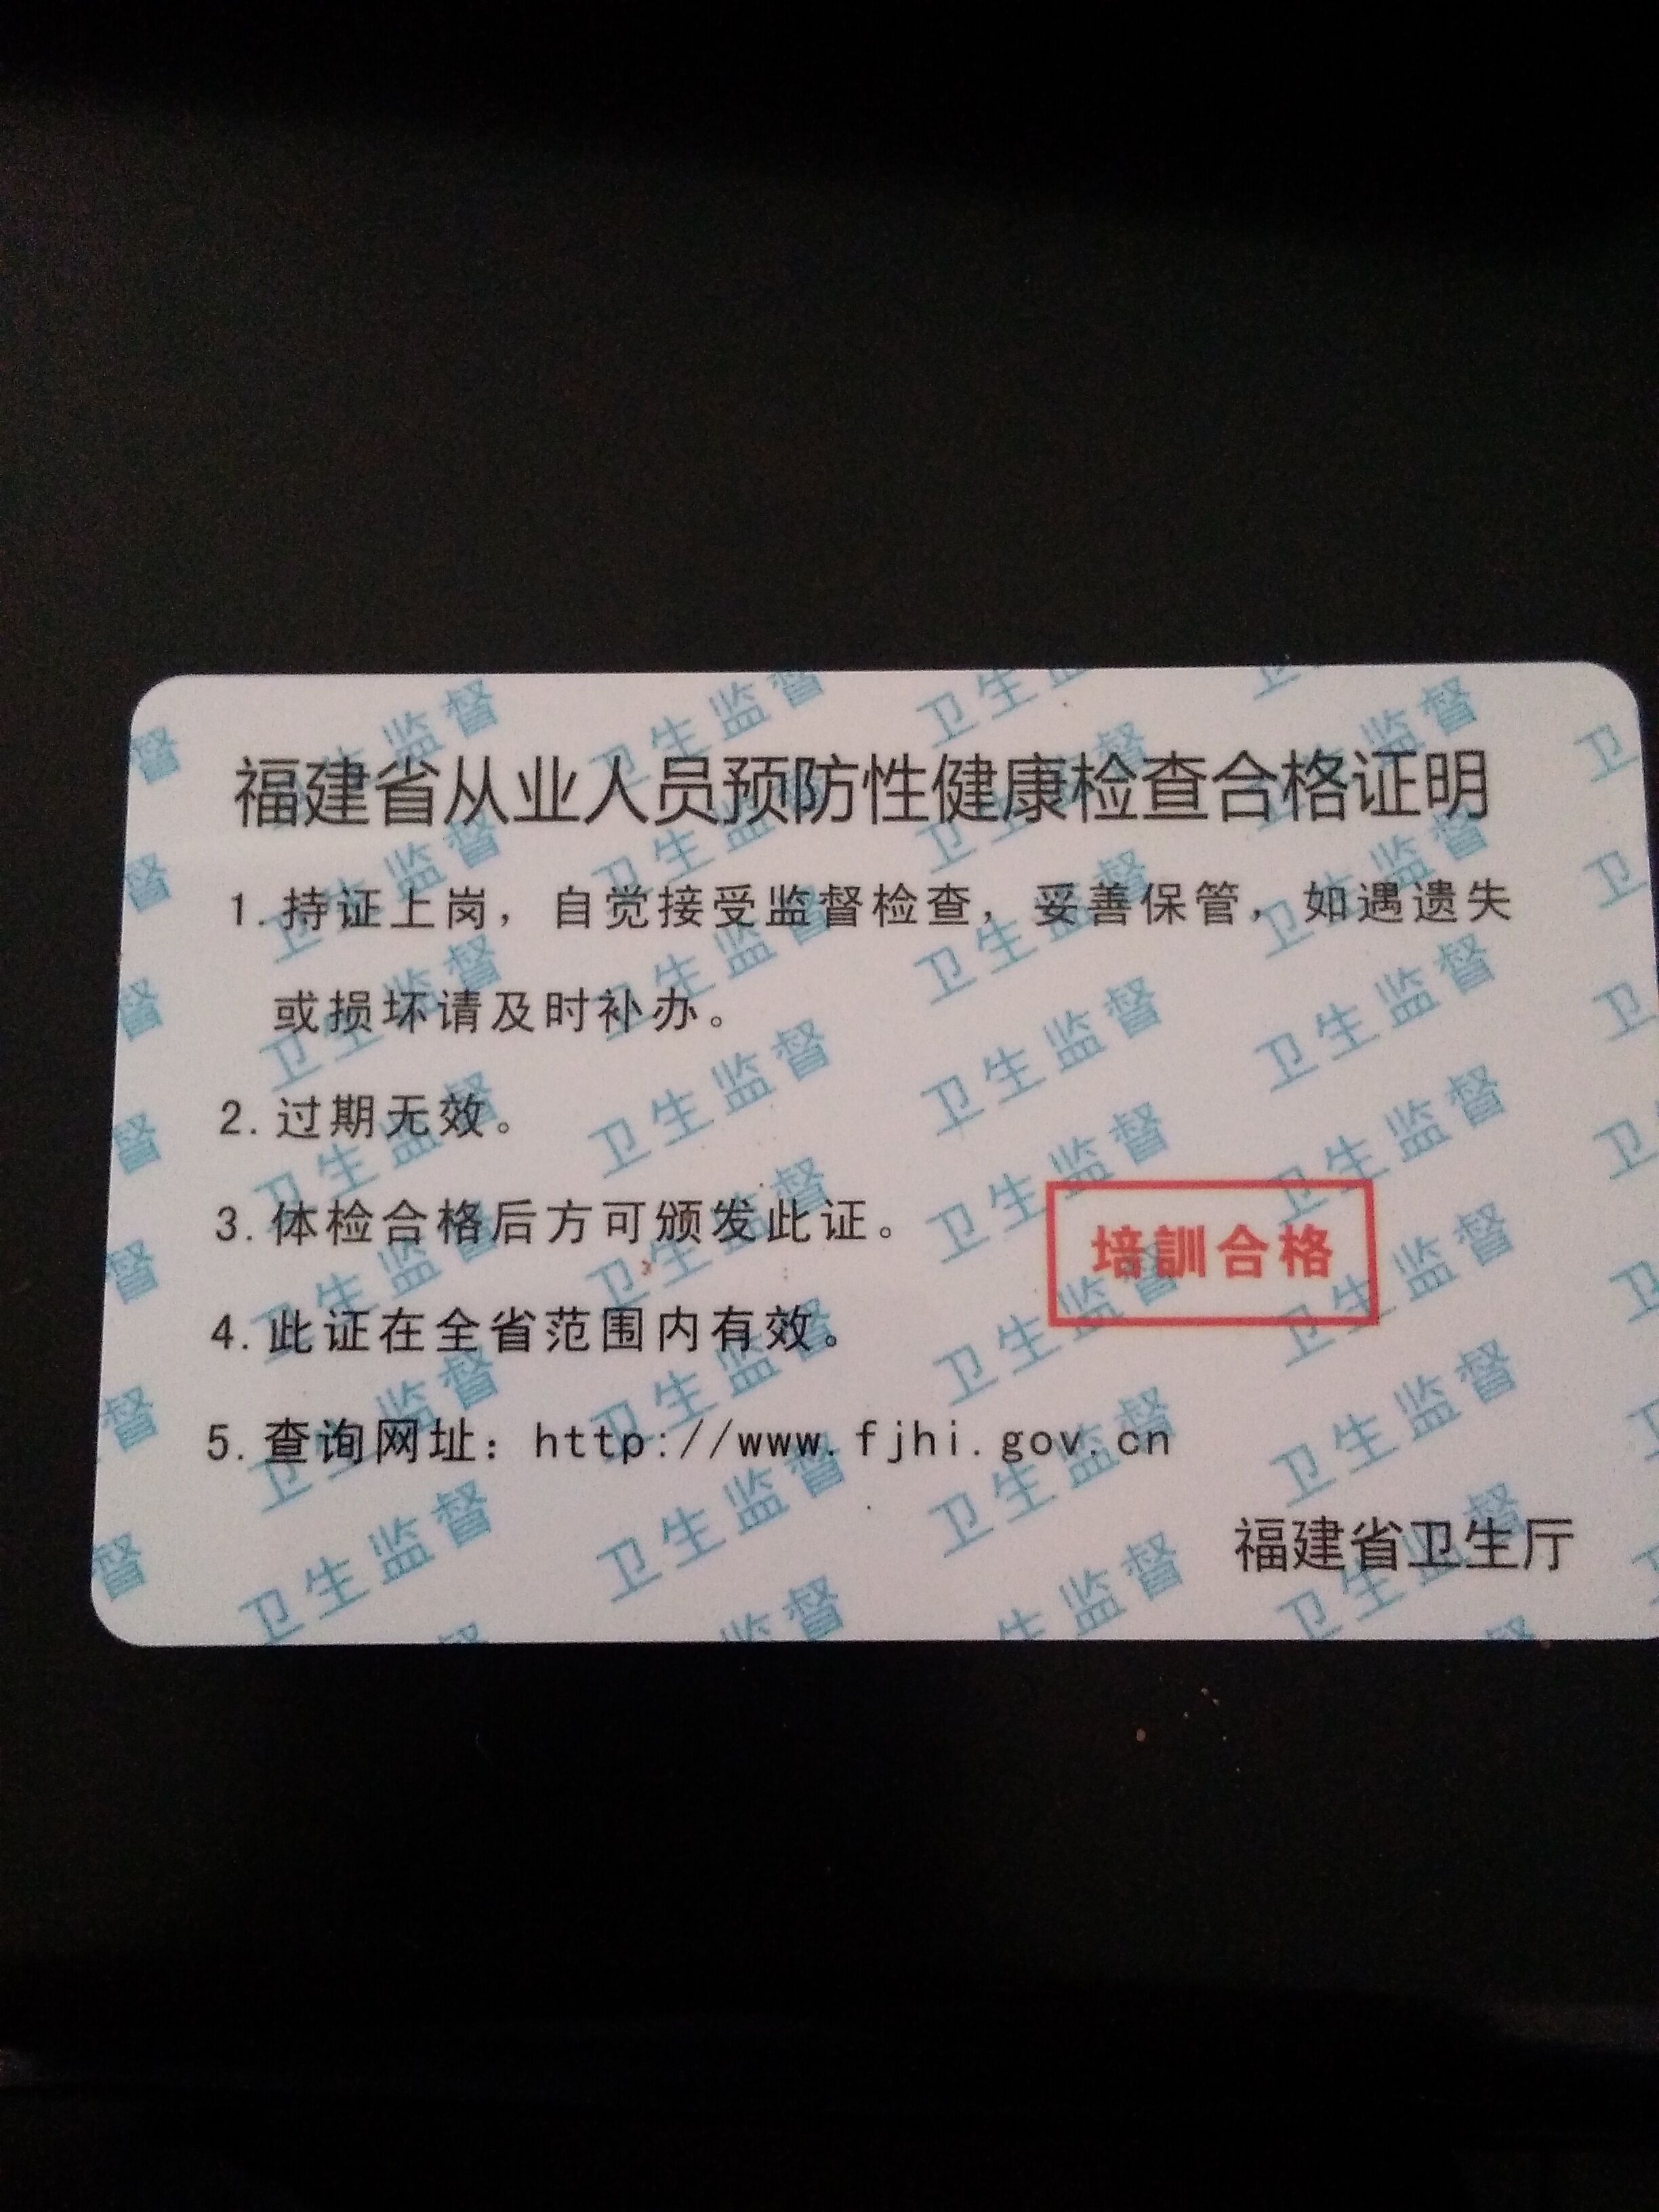 福建省从业人员预防性健康检查合格证明
1.持证上岗，自觉接受监督检查，妥善保管，如遇遗失
或损坏请及时补办。
2.过期无效。
3.体检合格后方可颁发此证。
培訓合格
4.此证在全省范围内有效。
5.查询网址：http://www.fjhi.gov.cn
福建省卫生厅
卫生监督